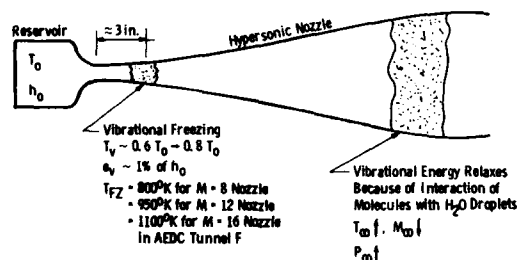 Reservoir
≈ 3 in.
T₀
h₀
Hypersonic Nozzle
Vibrational Freezing
Tᵥ ~ 0.6 T₀ → 0.8 T₀
eᵥ ~ 1% of h₀
T_FZ = 800°K for M = 8 Nozzle
= 950°K for M = 12 Nozzle
= 1100°K for M = 16 Nozzle
in AEDC Tunnel F
Vibrational Energy Relaxes
Because of Interaction of
Molecules with H₂O Droplets
T∞ ↑, M∞ ↓
P∞ ↑